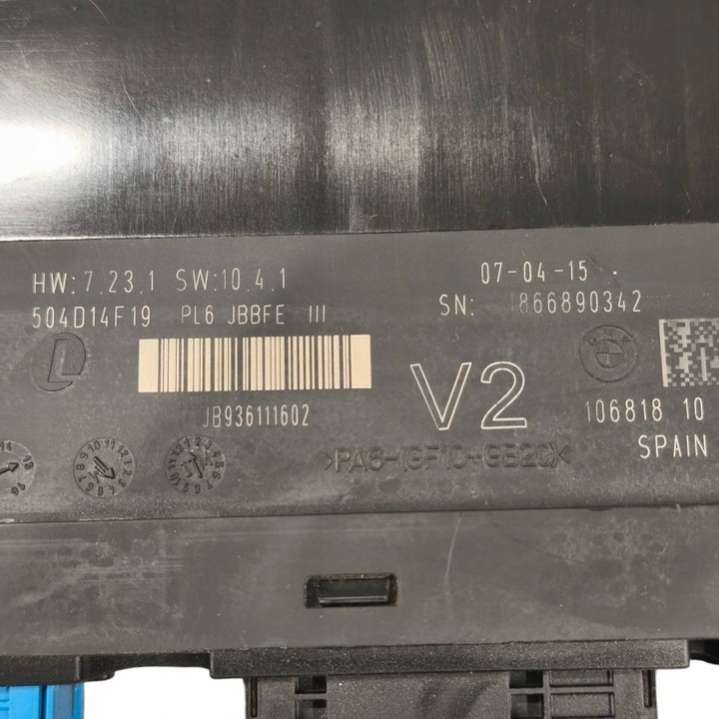 HW:7.23.1 SW:10.4.1
07-04-15
504D14F19 PL6 JBBFE III
SN: 1866890342
L
V2
JB936111602
106818 10
SPAIN
>PA6-(GF10-GB20)<